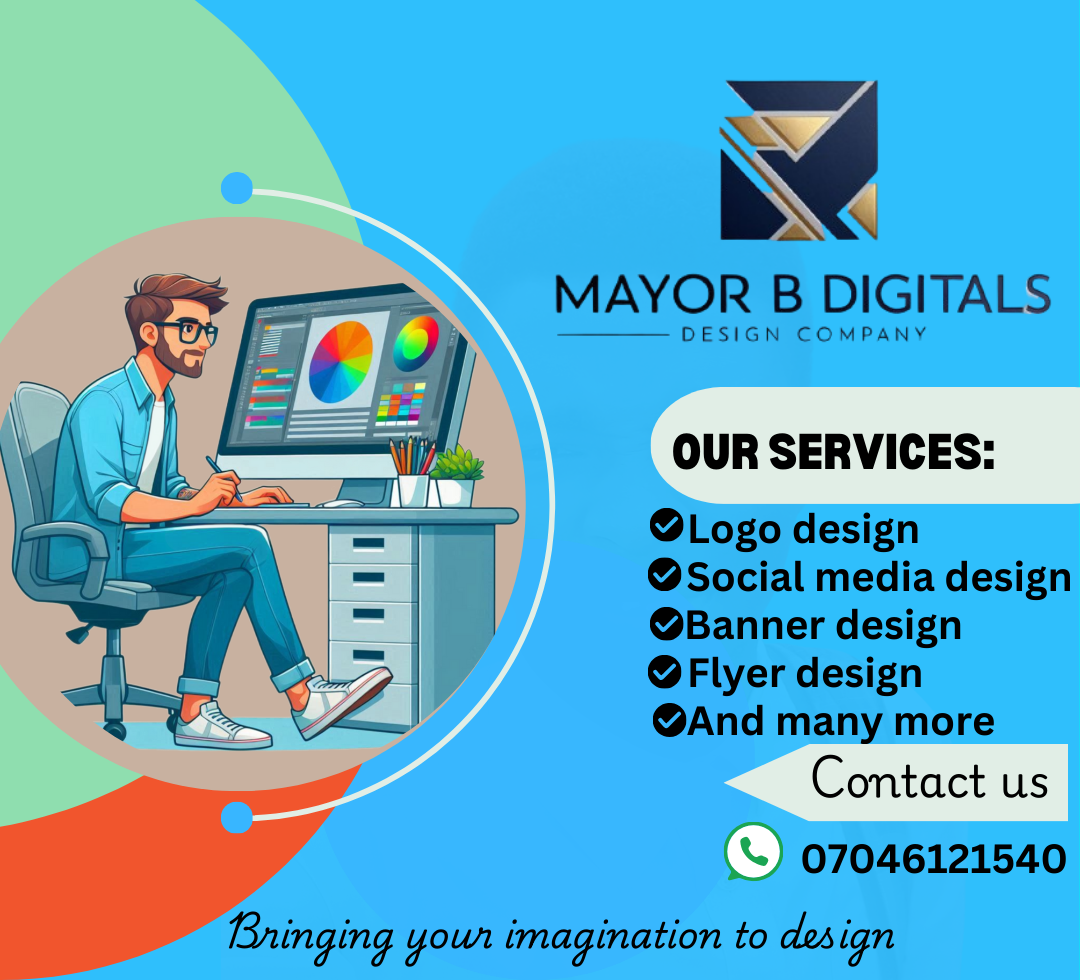 MAYOR B DIGITALS
DESIGN COMPANY
OUR SERVICES:
Logo design
Social media design
Banner design
Flyer design
And many more
Contact us
07046121540
Bringing your imagination to design